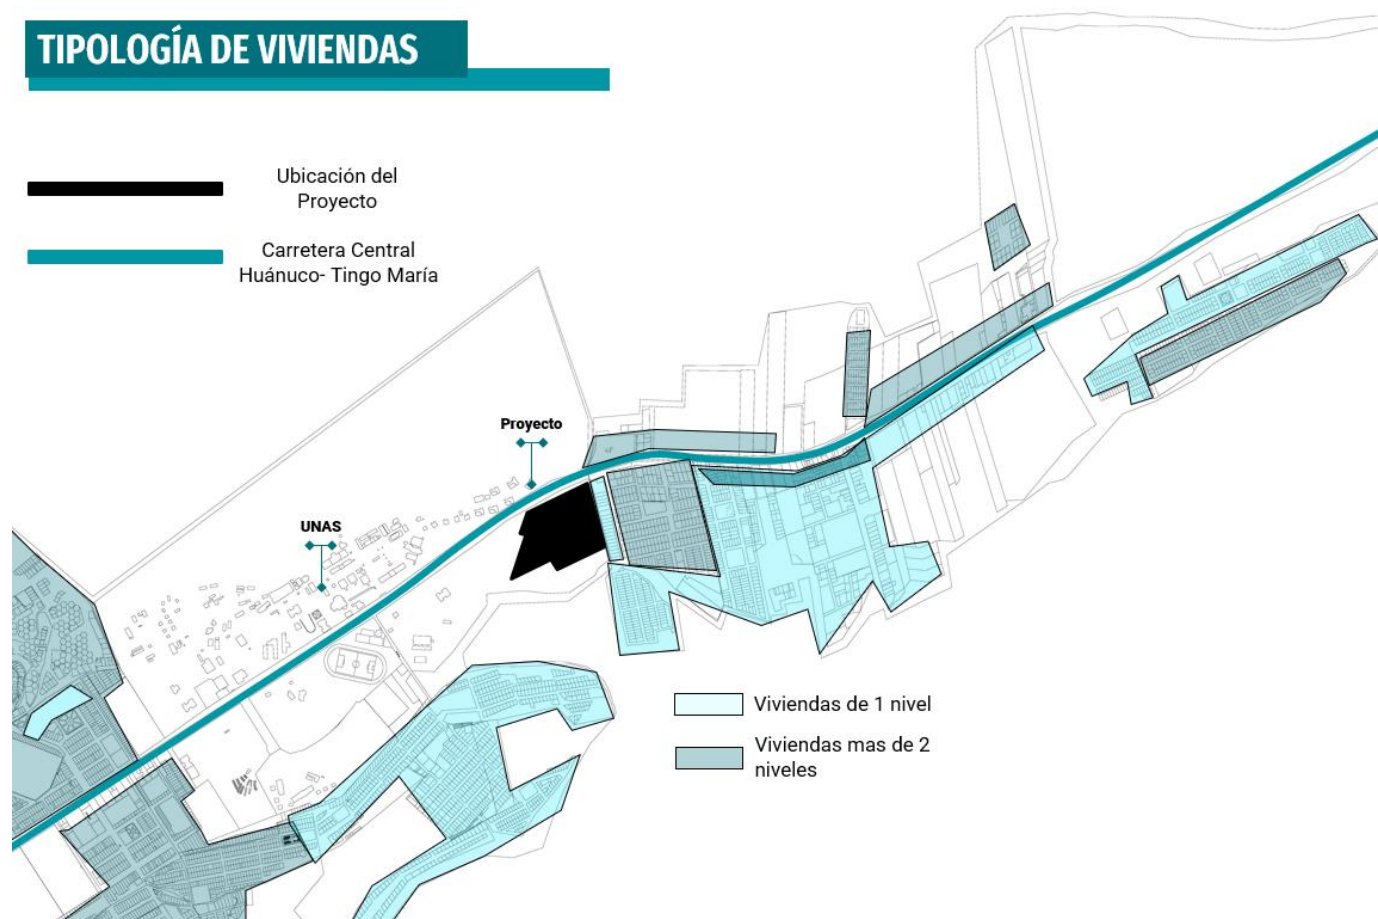 TIPOLOGÍA DE VIVIENDAS
Ubicación del
Proyecto
Carretera Central
Huánuco- Tingo María
Proyecto
UNAS
Viviendas de 1 nivel
Viviendas mas de 2
niveles